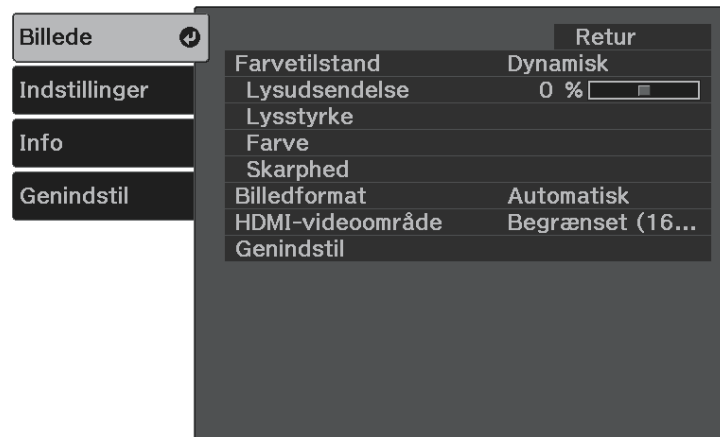 Billede
Indstillinger
Info
Genindstil
Retur
Farvetilstand Dynamisk
Lysudsendelse 0 %
Lysstyrke
Farve
Skarphed
Billedformat Automatisk
HDMI-videoområde Begrænset (16...
Genindstil